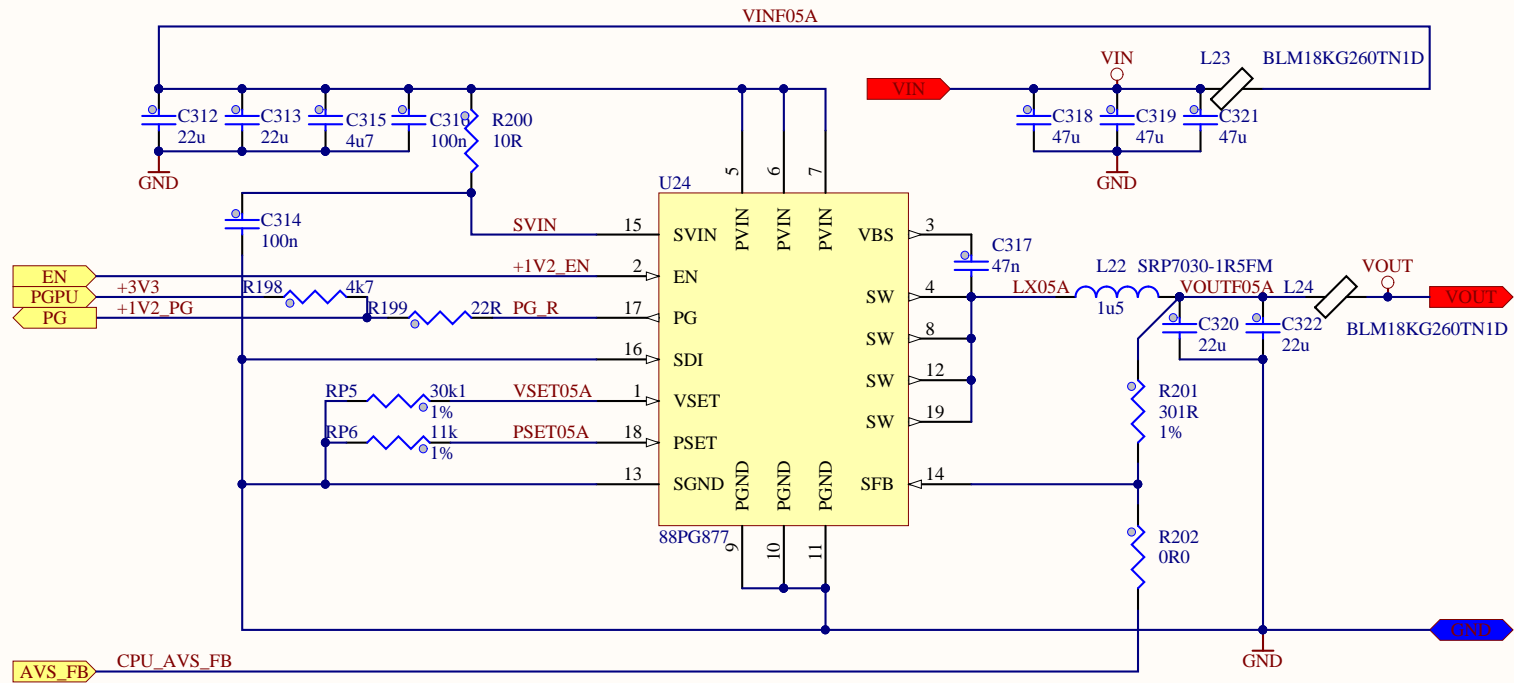 VINF05A
VIN
VIN
L23
BLM18KG260TN1D
C312
22u
C313
22u
C315
4u7
C316
100n
R200
10R
C318
47u
C319
47u
C321
47u
GND
GND
5
6
7
U24
C314
100n
SVIN
15
SVIN
PVIN
PVIN
PVIN
VBS
3
C317
47n
EN
+1V2_EN
2
EN
PGPU
+3V3
R198
4k7
SW
4
LX05A
L22
SRP7030-1R5FM
1u5
VOUTF05A
L24
VOUT
VOUT
BLM18KG260TN1D
PG
+1V2_PG
R199
22R
PG_R
17
PG
SW
8
C320
22u
C322
22u
16
SDI
SW
12
RP5
30k1
1%
VSET05A
1
VSET
SW
19
R201
301R
1%
RP6
11k
1%
PSET05A
18
PSET
13
SGND
PGND
PGND
PGND
SFB
14
88PG877
9
10
11
R202
0R0
GND
GND
AVS_FB
CPU_AVS_FB